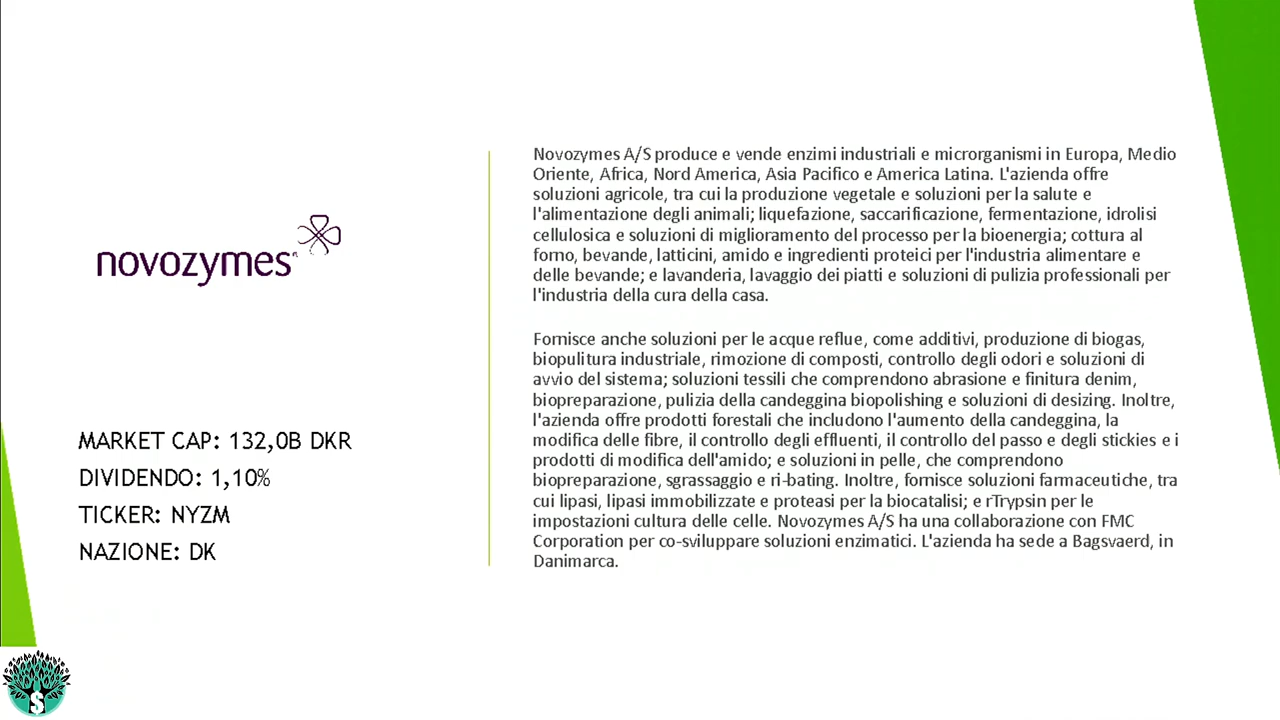 novozymes
MARKET CAP: 132,0B DKR
DIVIDENDO: 1,10%
TICKER: NYZM
NAZIONE: DK
Novozymes A/S produce e vende enzimi industriali e microrganismi in Europa, Medio
Oriente, Africa, Nord America, Asia Pacifico e America Latina. L'azienda offre
soluzioni agricole, tra cui la produzione vegetale e soluzioni per la salute e
l'alimentazione degli animali; liquefazione, saccarificazione, fermentazione, idrolisi
cellulosica e soluzioni di miglioramento del processo per la bioenergia; cottura al
forno, bevande, latticini, amido e ingredienti proteici per l'industria alimentare e
delle bevande; e lavanderia, lavaggio dei piatti e soluzioni di pulizia professionali per
l'industria della cura della casa.
Fornisce anche soluzioni per le acque reflue, come additivi, produzione di biogas,
biopulitura industriale, rimozione di composti, controllo degli odori e soluzioni di
avvio del sistema; soluzioni tessili che comprendono abrasione e finitura denim,
biopreparazione, pulizia della candeggina biopolishing e soluzioni di desizing. Inoltre,
l'azienda offre prodotti forestali che includono l'aumento della candeggina, la
modifica delle fibre, il controllo degli effluenti, il controllo del passo e degli stickies e i
prodotti di modifica dell'amido; e soluzioni in pelle, che comprendono
biopreparazione, sgrassaggio e ri-bating. Inoltre, fornisce soluzioni farmaceutiche, tra
cui lipasi, lipasi immobilizzate e proteasi per la biocatalisi; e rTrypsin per le
impostazioni cultura delle celle. Novozymes A/S ha una collaborazione con FMC
Corporation per co-sviluppare soluzioni enzimatici. L'azienda ha sede a Bagsvaerd, in
Danimarca.
$